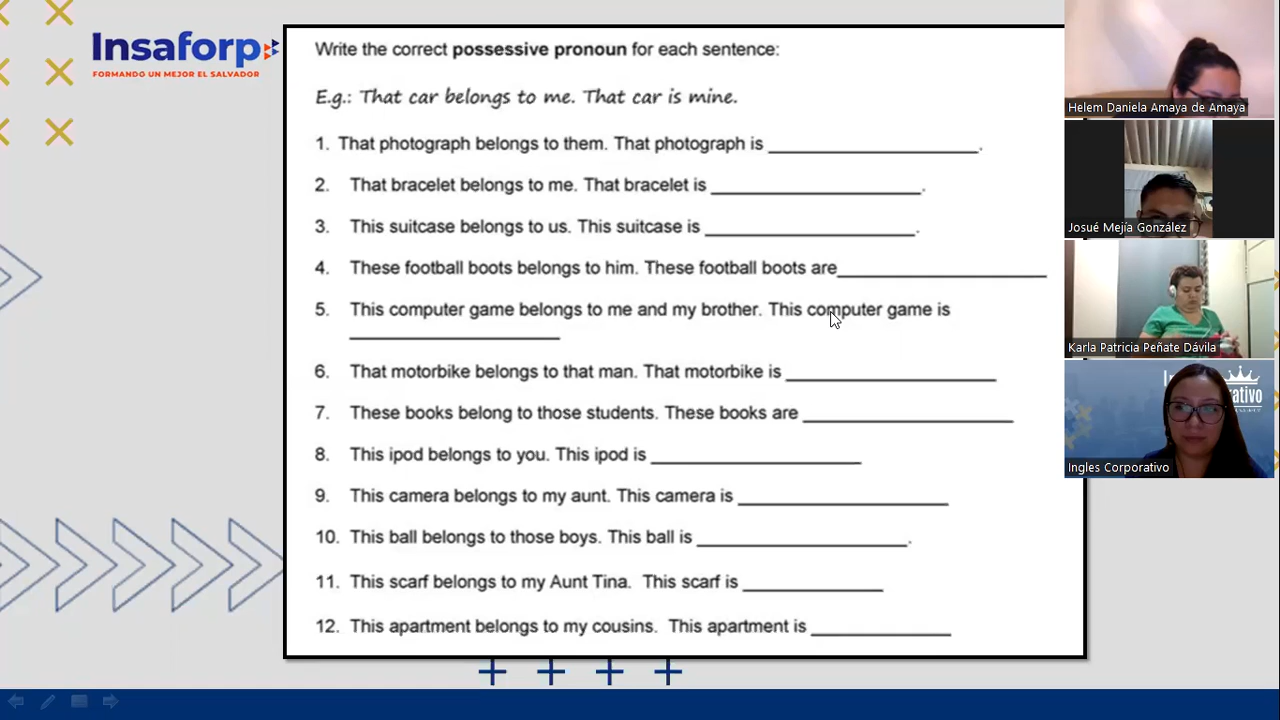 Insaforp
FORMANDO UN MEJOR EL SALVADOR
Write the correct possessive pronoun for each sentence:
E.g.: That car belongs to me. That car is mine.
1. That photograph belongs to them. That photograph is ____________________.
2. That bracelet belongs to me. That bracelet is ____________________.
3. This suitcase belongs to us. This suitcase is ____________________.
4. These football boots belongs to him. These football boots are____________________
5. This computer game belongs to me and my brother. This computer game is
____________________
6. That motorbike belongs to that man. That motorbike is ____________________
7. These books belong to those students. These books are ____________________
8. This ipod belongs to you. This ipod is ____________________
9. This camera belongs to my aunt. This camera is ____________________
10. This ball belongs to those boys. This ball is ____________________.
11. This scarf belongs to my Aunt Tina. This scarf is ______________
12. This apartment belongs to my cousins. This apartment is ______________
Helem Daniela Amaya de Amaya
Josué Mejía González
Karla Patricia Peñate Dávila
Ingles Corporativo